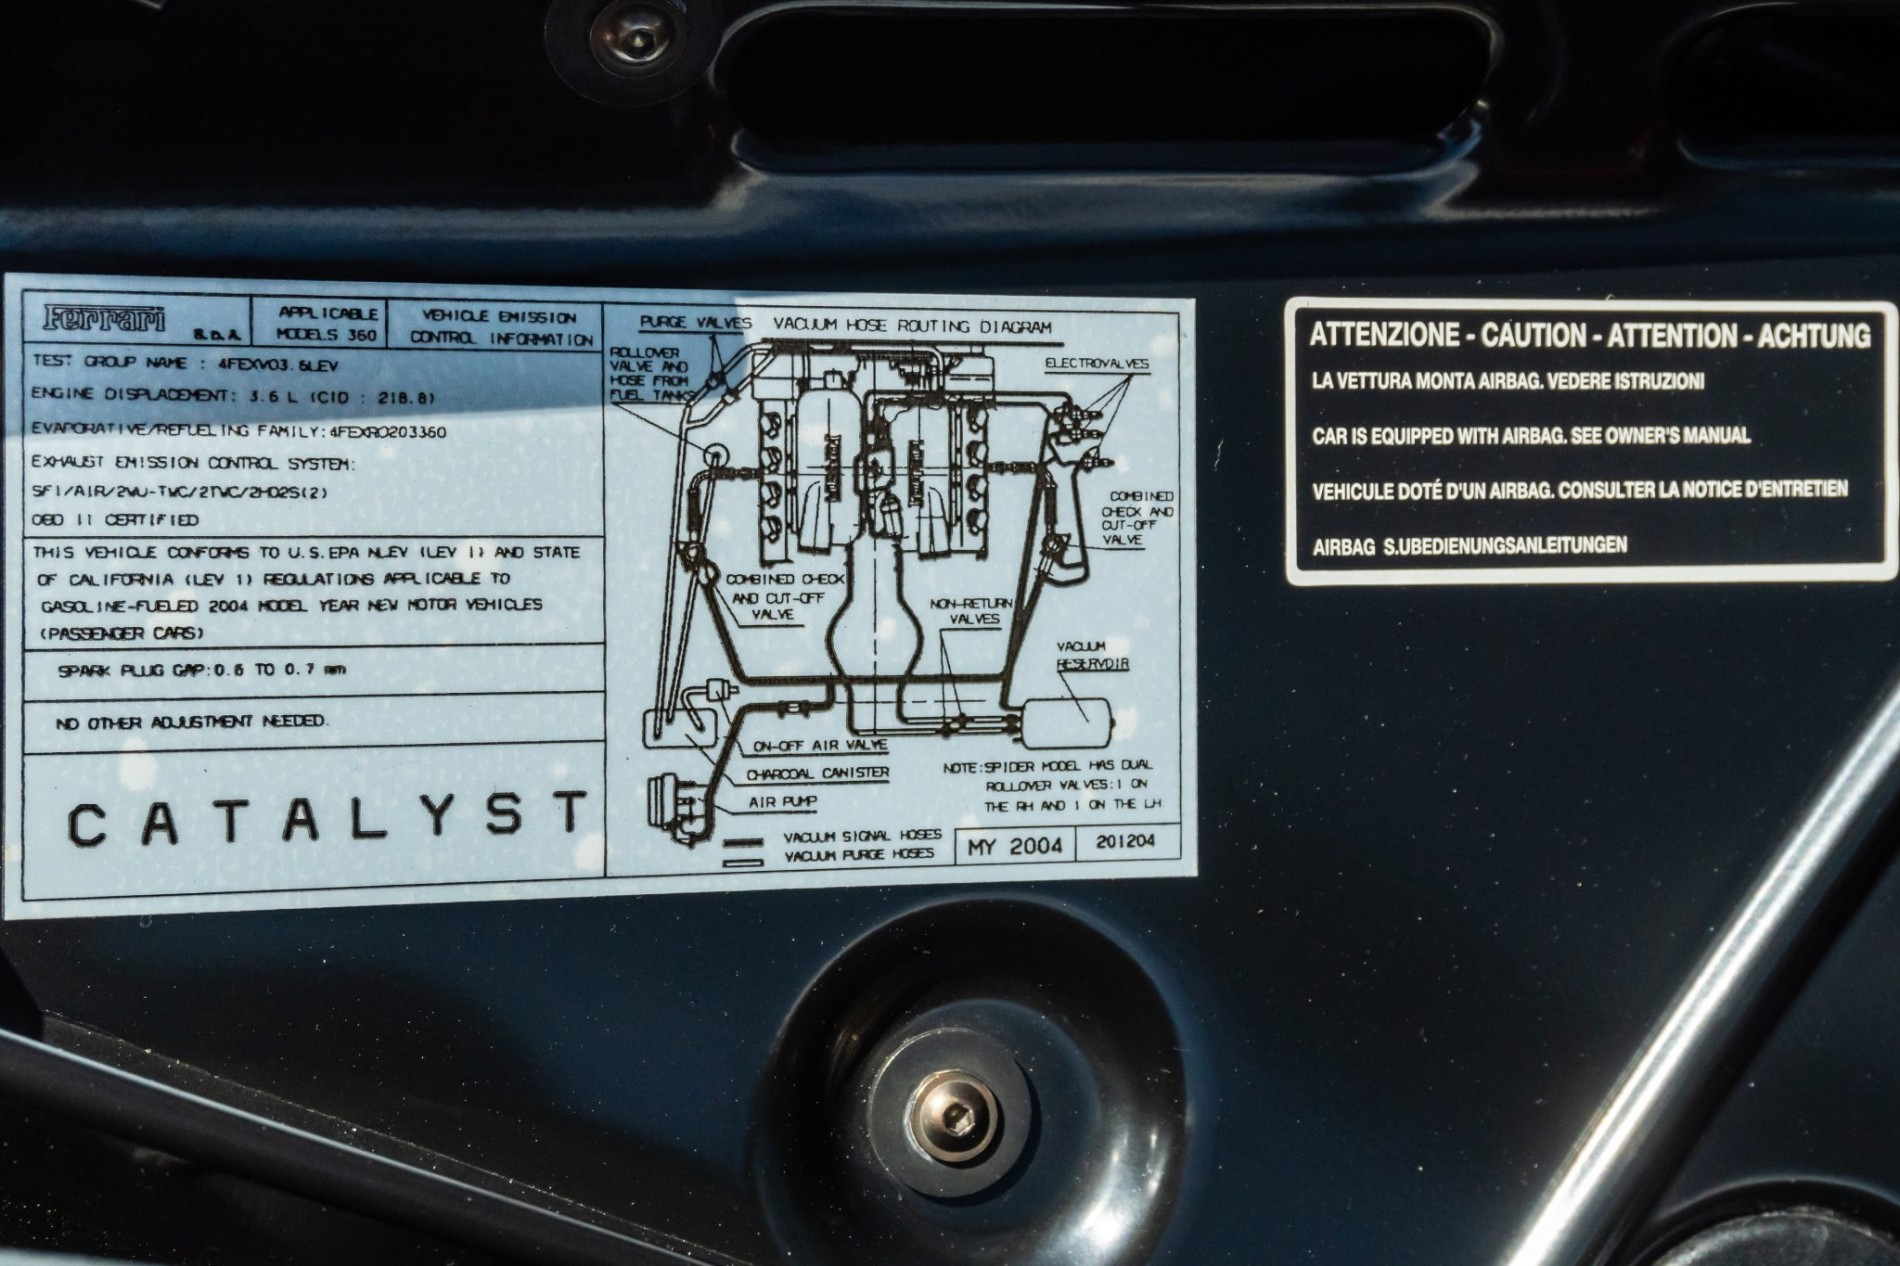 Ferrari S.p.A.
APPLICABLE
MODELS 360
VEHICLE EMISSION
CONTROL INFORMATION
TEST GROUP NAME : 4FEXV03.6LEV
ENGINE DISPLACEMENT: 3.6 L (CID : 218.8)
EVAPORATIVE/REFUELING FAMILY:4FEXR0203360
EXHAUST EMISSION CONTROL SYSTEM:
SFI/AIR/2WU-TWC/2TWC/2HO2S(2)
OBD II CERTIFIED
THIS VEHICLE CONFORMS TO U.S.EPA NLEV (LEV I) AND STATE
OF CALIFORNIA (LEV 1) REGULATIONS APPLICABLE TO
GASOLINE-FUELED 2004 MODEL YEAR NEW MOTOR VEHICLES
(PASSENGER CARS)
SPARK PLUG GAP:0.6 TO 0.7 mm
NO OTHER ADJUSTMENT NEEDED.
CATALYST
PURGE VALVES
VACUUM HOSE ROUTING DIAGRAM
ROLLOVER
VALVE AND
HOSE FROM
FUEL TANKS
ELECTROVALVES
COMBINED
CHECK AND
CUT-OFF
VALVE
COMBINED CHECK
AND CUT-OFF
VALVE
NON-RETURN
VALVES
VACUUM
RESERVOIR
ON-OFF AIR VALVE
CHARCOAL CANISTER
AIR PUMP
NOTE:SPIDER MODEL HAS DUAL
ROLLOVER VALVES:1 ON
THE RH AND 1 ON THE LH
VACUUM SIGNAL HOSES
VACUUM PURGE HOSES
MY 2004
201204
ATTENZIONE - CAUTION - ATTENTION - ACHTUNG
LA VETTURA MONTA AIRBAG. VEDERE ISTRUZIONI
CAR IS EQUIPPED WITH AIRBAG. SEE OWNER'S MANUAL
VEHICULE DOTÉ D'UN AIRBAG. CONSULTER LA NOTICE D'ENTRETIEN
AIRBAG S.UBEDIENUNGSANLEITUNGEN